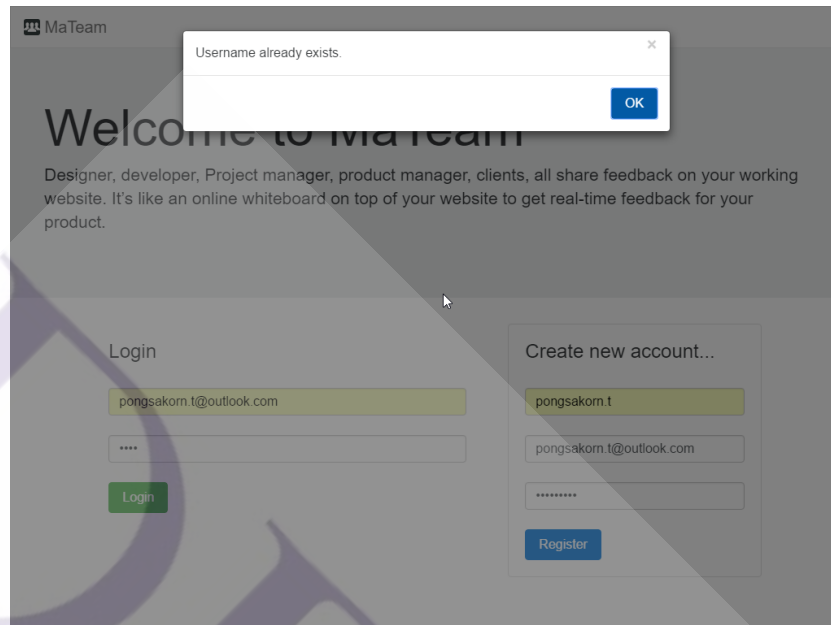 MaTeam
Username already exists.
×
OK
Welcome to MaTeam
Designer, developer, Project manager, product manager, clients, all share feedback on your working
website. It's like an online whiteboard on top of your website to get real-time feedback for your
product.
Login
pongsakorn.t@outlook.com
••••
Login
Create new account...
pongsakorn.t
pongsakorn.t@outlook.com
•••••••••
Register